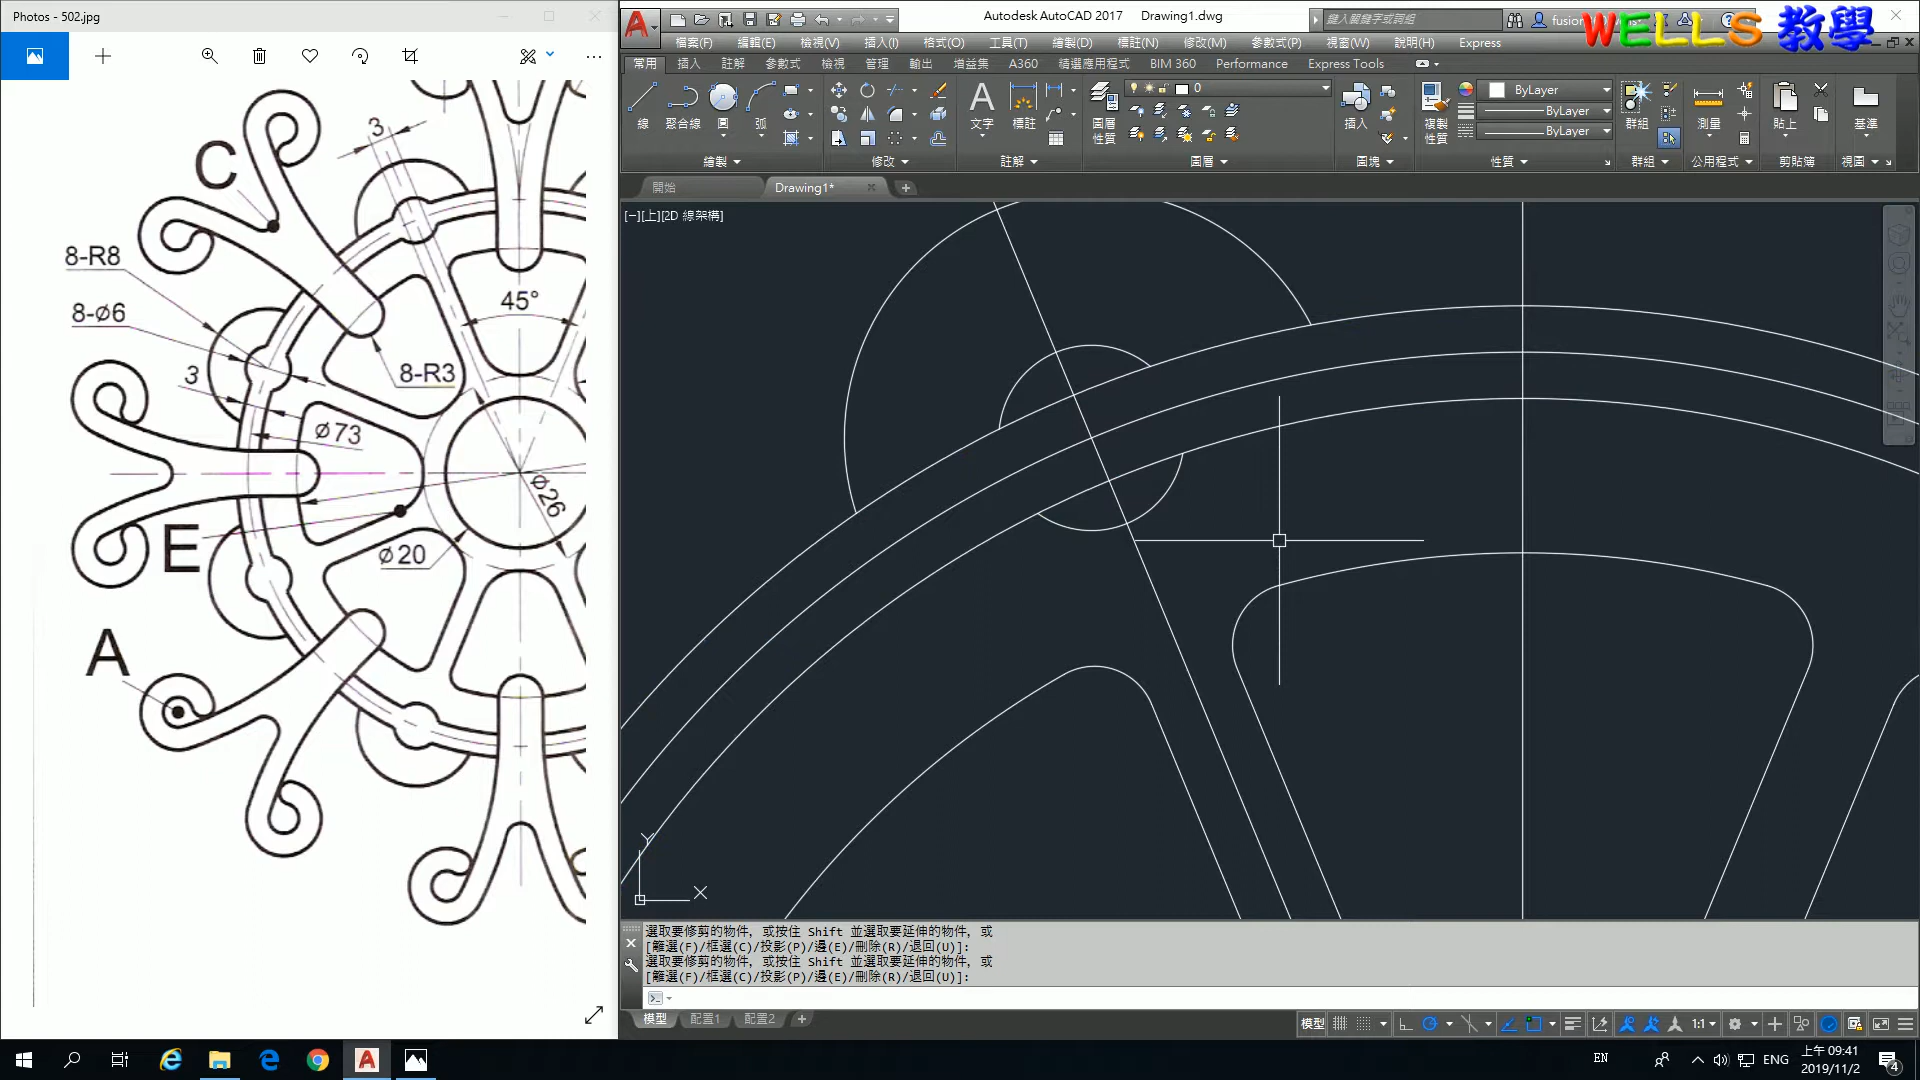 Photos - 502.jpg
Autodesk AutoCAD 2017 Drawing1.dwg
鍵入關鍵字或詞組
fusion
WELLS 教學
檔案(F) 編輯(E) 檢視(V) 插入(I) 格式(O) 工具(T) 繪製(D) 標註(N) 修改(M) 參數式(P) 視窗(W) 說明(H) Express
常用 插入 註解 參數式 檢視 管理 輸出 增益集 A360 精選應用程式 BIM 360 Performance Express Tools
線 聚合線 圓 弧
文字 標註
圖層性質
0
插入
複製性質
ByLayer
ByLayer
ByLayer
群組 測量 貼上 基準
繪製 修改 註解 圖層 圖塊 性質 群組 公用程式 剪貼簿 視圖
開始 Drawing1*
[−][上][2D 線架構]
3
C
8-R8
45°
8-ø6
8-R3
3
ø73
ø26
E
ø20
A
Y
X
選取要修剪的物件, 或按住 Shift 並選取要延伸的物件, 或
[籬選(F)/框選(C)/投影(P)/邊(E)/刪除(R)/退回(U)]:
選取要修剪的物件, 或按住 Shift 並選取要延伸的物件, 或
[籬選(F)/框選(C)/投影(P)/邊(E)/刪除(R)/退回(U)]:
模型 配置1 配置2
模型 1:1
EN ENG
上午 09:41
2019/11/2
4